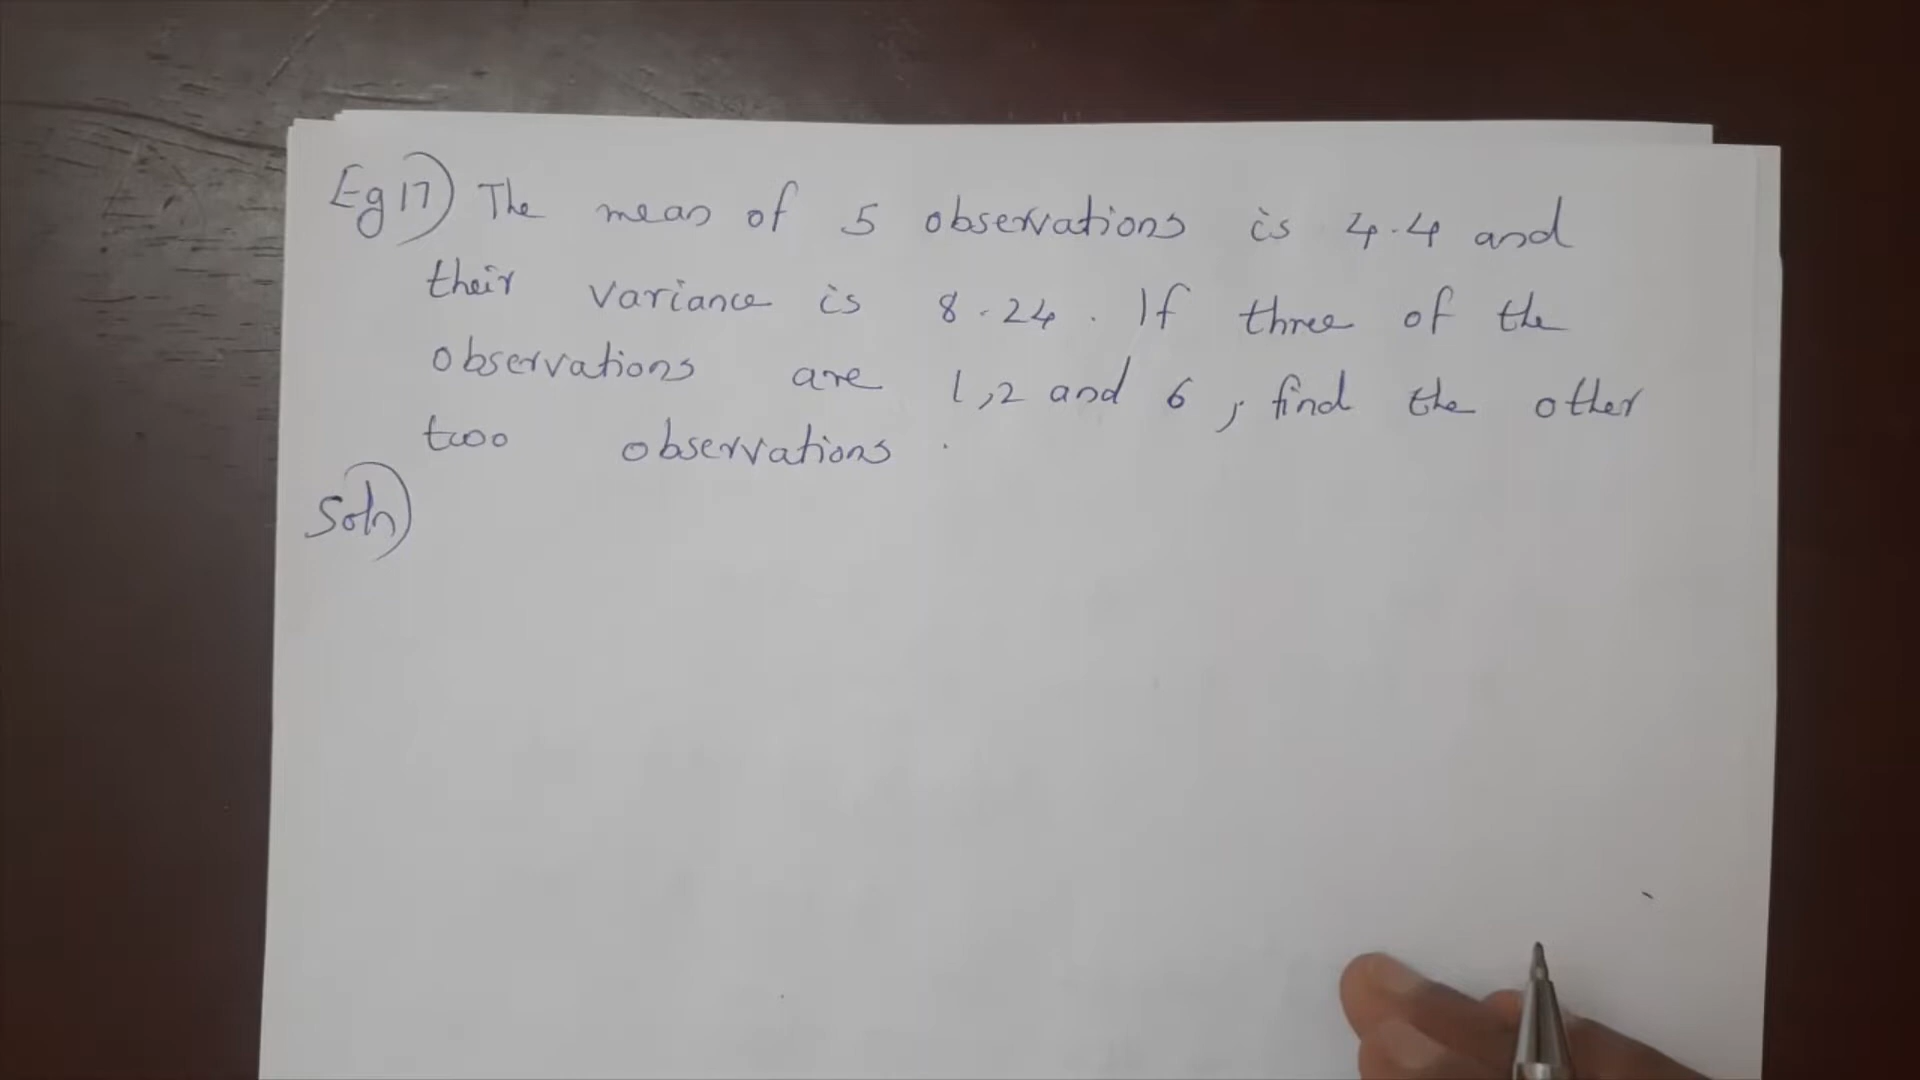 Eg 17) The mean of 5 observations is 4.4 and
their variance is 8.24. If three of the
observations are 1,2 and 6, find the other
two observations.
Soln)